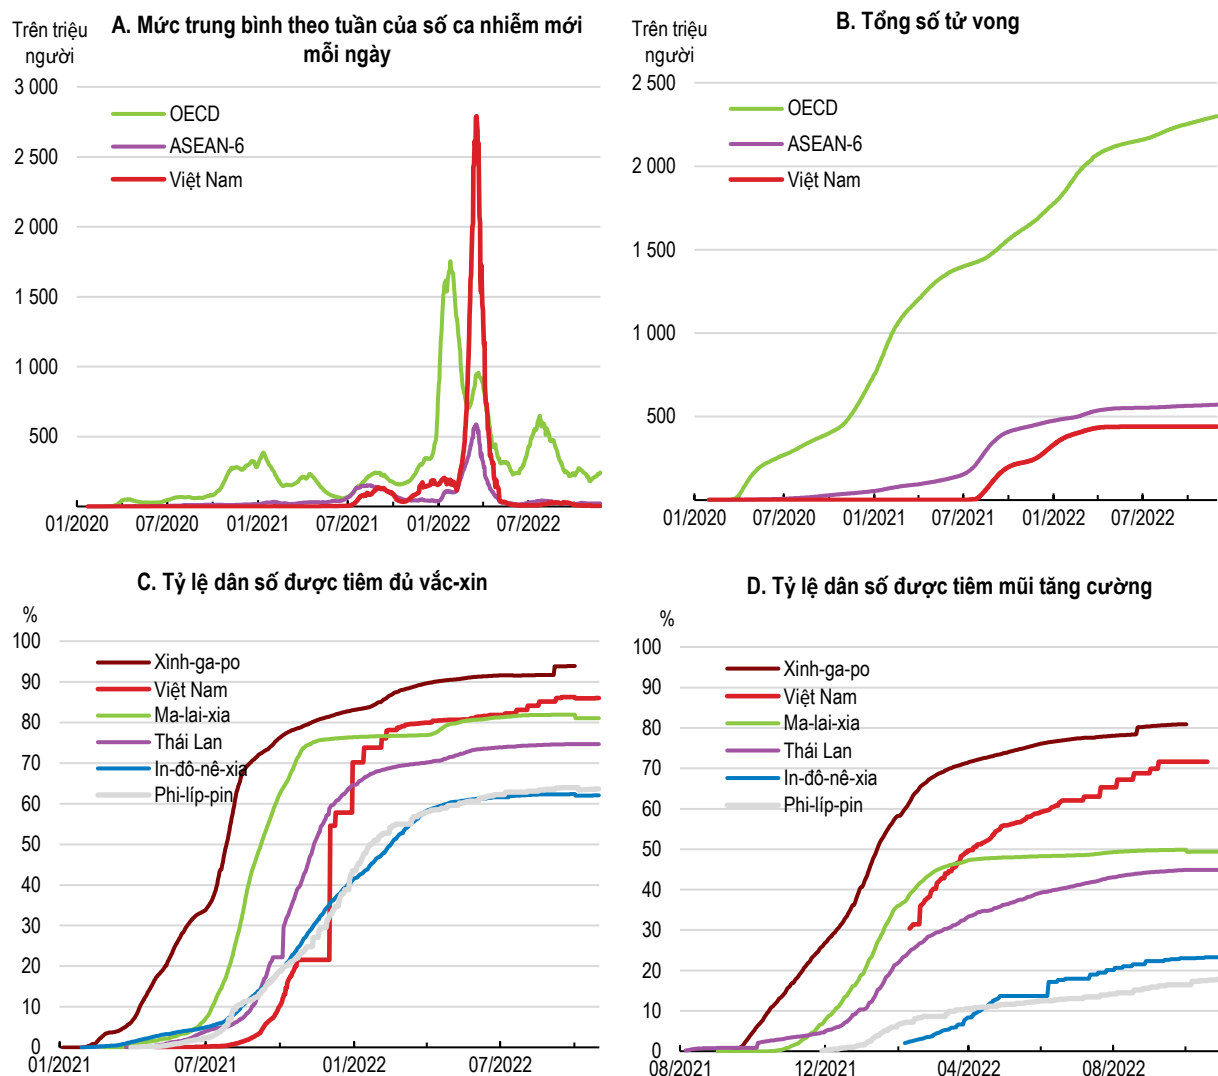 A. Mức trung bình theo tuần của số ca nhiễm mới
mỗi ngày
Trên triệu
người
3 000
2 500
2 000
1 500
1 000
500
0
OECD
ASEAN-6
Việt Nam
01/2020 07/2020 01/2021 07/2021 01/2022 07/2022
B. Tổng số tử vong
Trên triệu
người
2 500
2 000
1 500
1 000
500
0
OECD
ASEAN-6
Việt Nam
01/2020 07/2020 01/2021 07/2021 01/2022 07/2022
C. Tỷ lệ dân số được tiêm đủ vắc-xin
%
100
90
80
70
60
50
40
30
20
10
0
Xinh-ga-po
Việt Nam
Ma-lai-xia
Thái Lan
In-đô-nê-xia
Phi-líp-pin
01/2021 07/2021 01/2022 07/2022
D. Tỷ lệ dân số được tiêm mũi tăng cường
%
100
90
80
70
60
50
40
30
20
10
0
Xinh-ga-po
Việt Nam
Ma-lai-xia
Thái Lan
In-đô-nê-xia
Phi-líp-pin
08/2021 12/2021 04/2022 08/2022